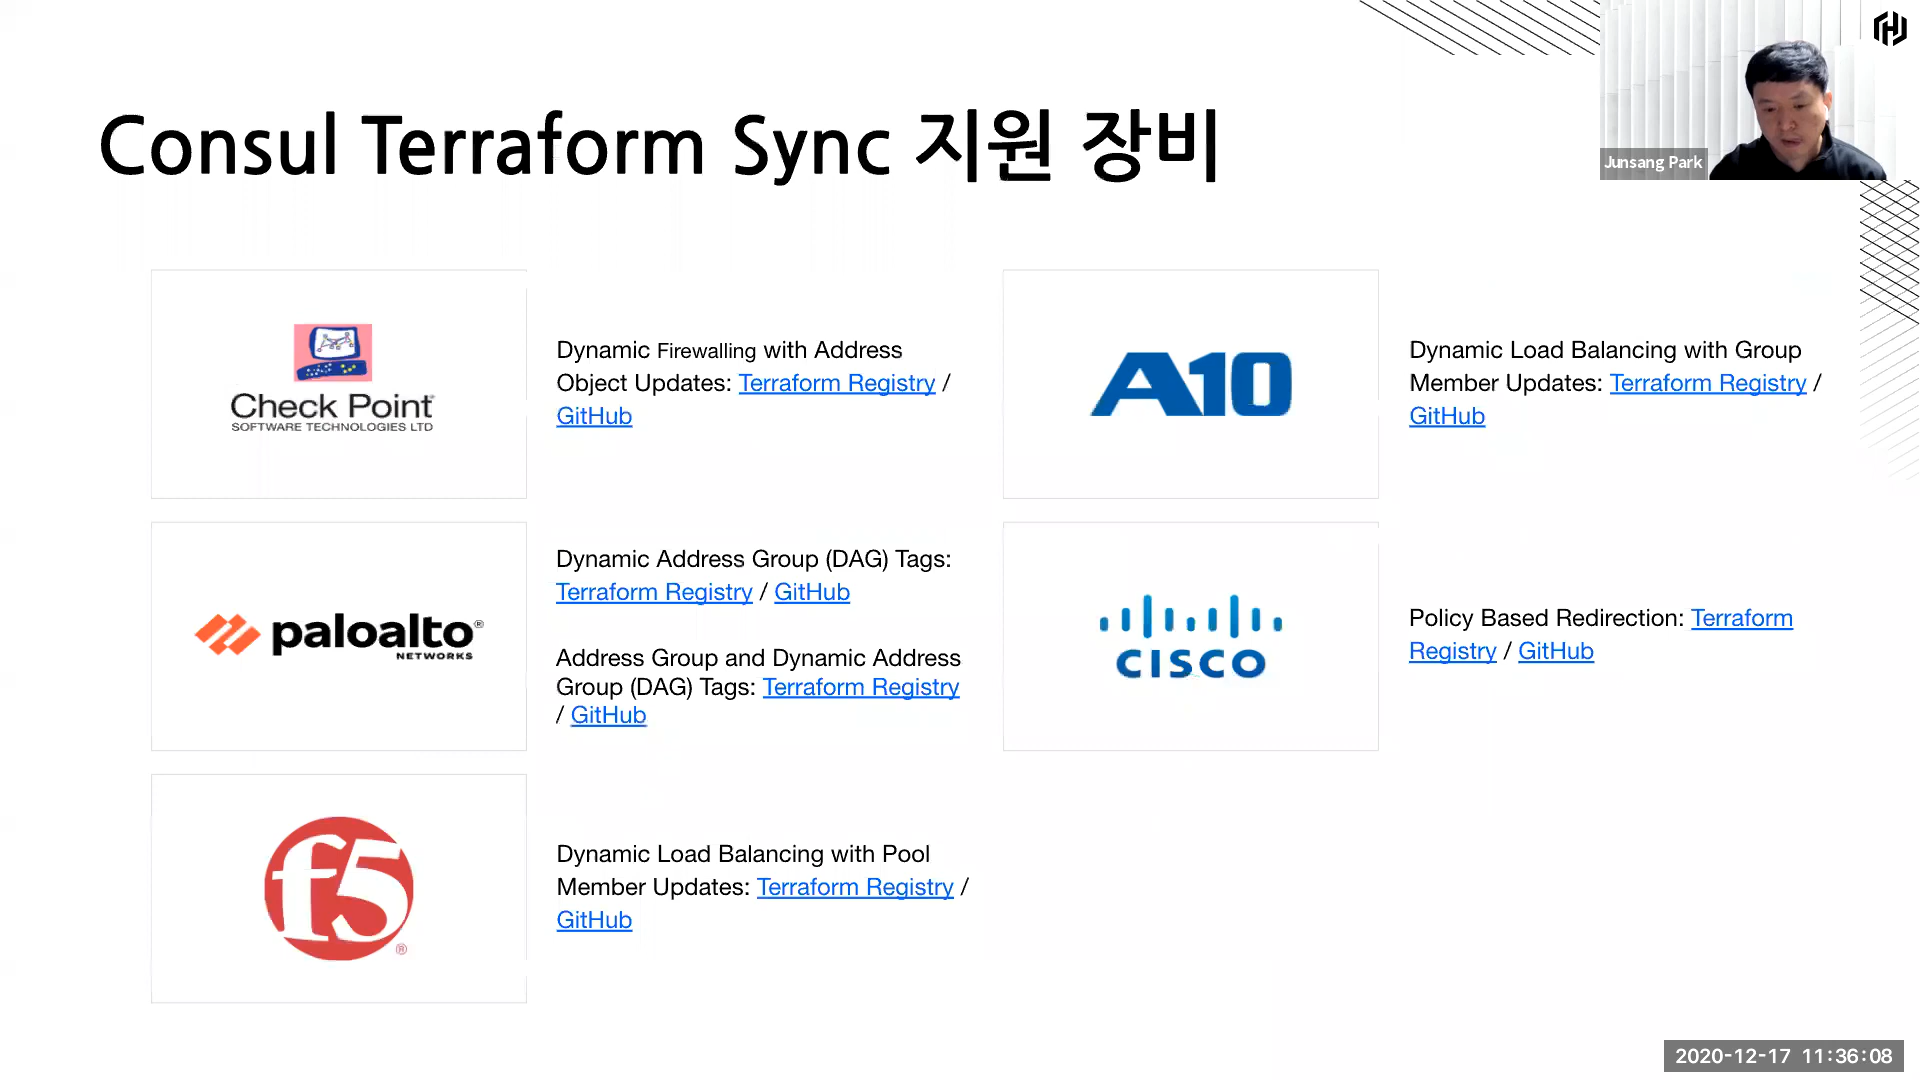 Consul Terraform Sync 지원 장비
Junsang Park
Check Point
SOFTWARE TECHNOLOGIES LTD
Dynamic Firewalling with Address
Object Updates: Terraform Registry /
GitHub
A10
Dynamic Load Balancing with Group
Member Updates: Terraform Registry /
GitHub
paloalto®
NETWORKS
Dynamic Address Group (DAG) Tags:
Terraform Registry / GitHub
Address Group and Dynamic Address
Group (DAG) Tags: Terraform Registry
/ GitHub
CISCO
Policy Based Redirection: Terraform
Registry / GitHub
f5®
Dynamic Load Balancing with Pool
Member Updates: Terraform Registry /
GitHub
2020-12-17 11:36:08